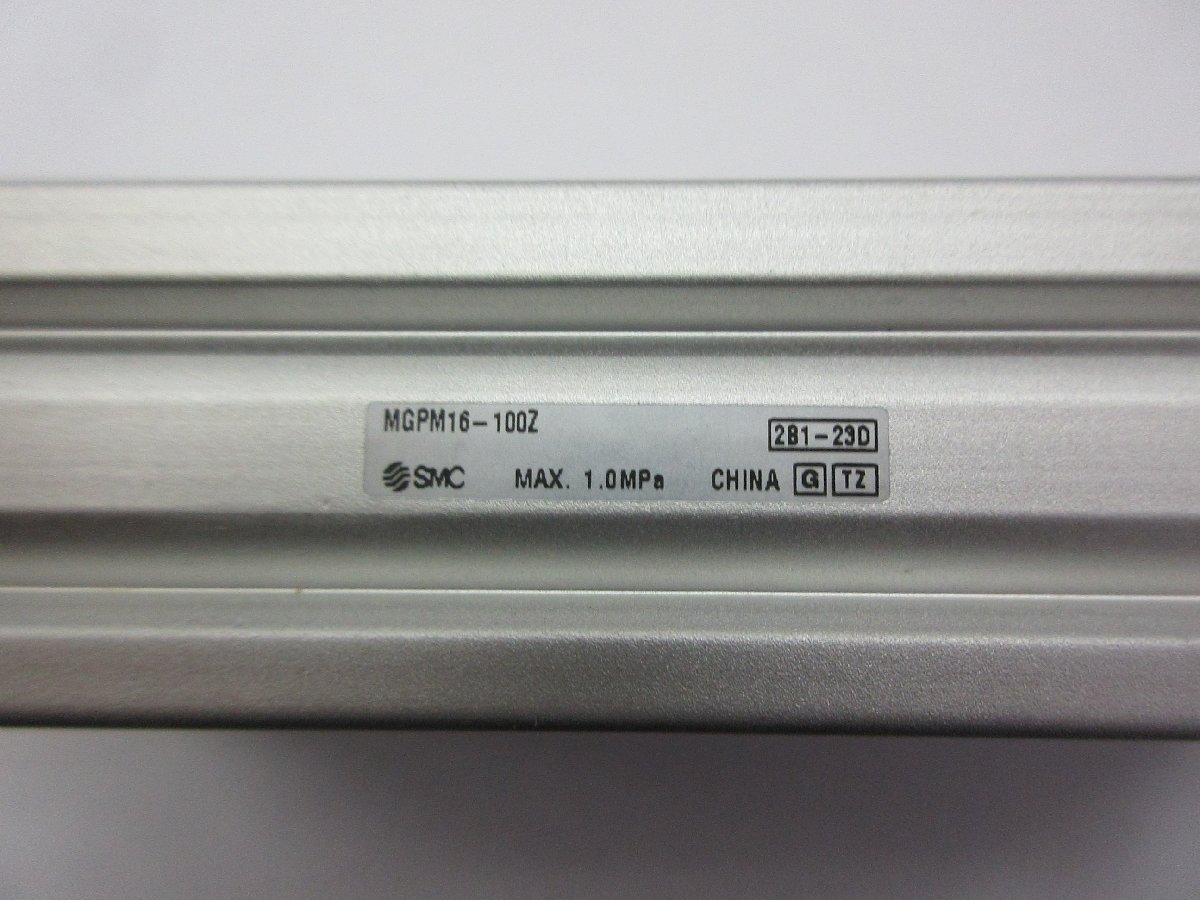 MGPM16-100Z
2B1-23D
SMC MAX. 1.0MPa CHINA G TZ